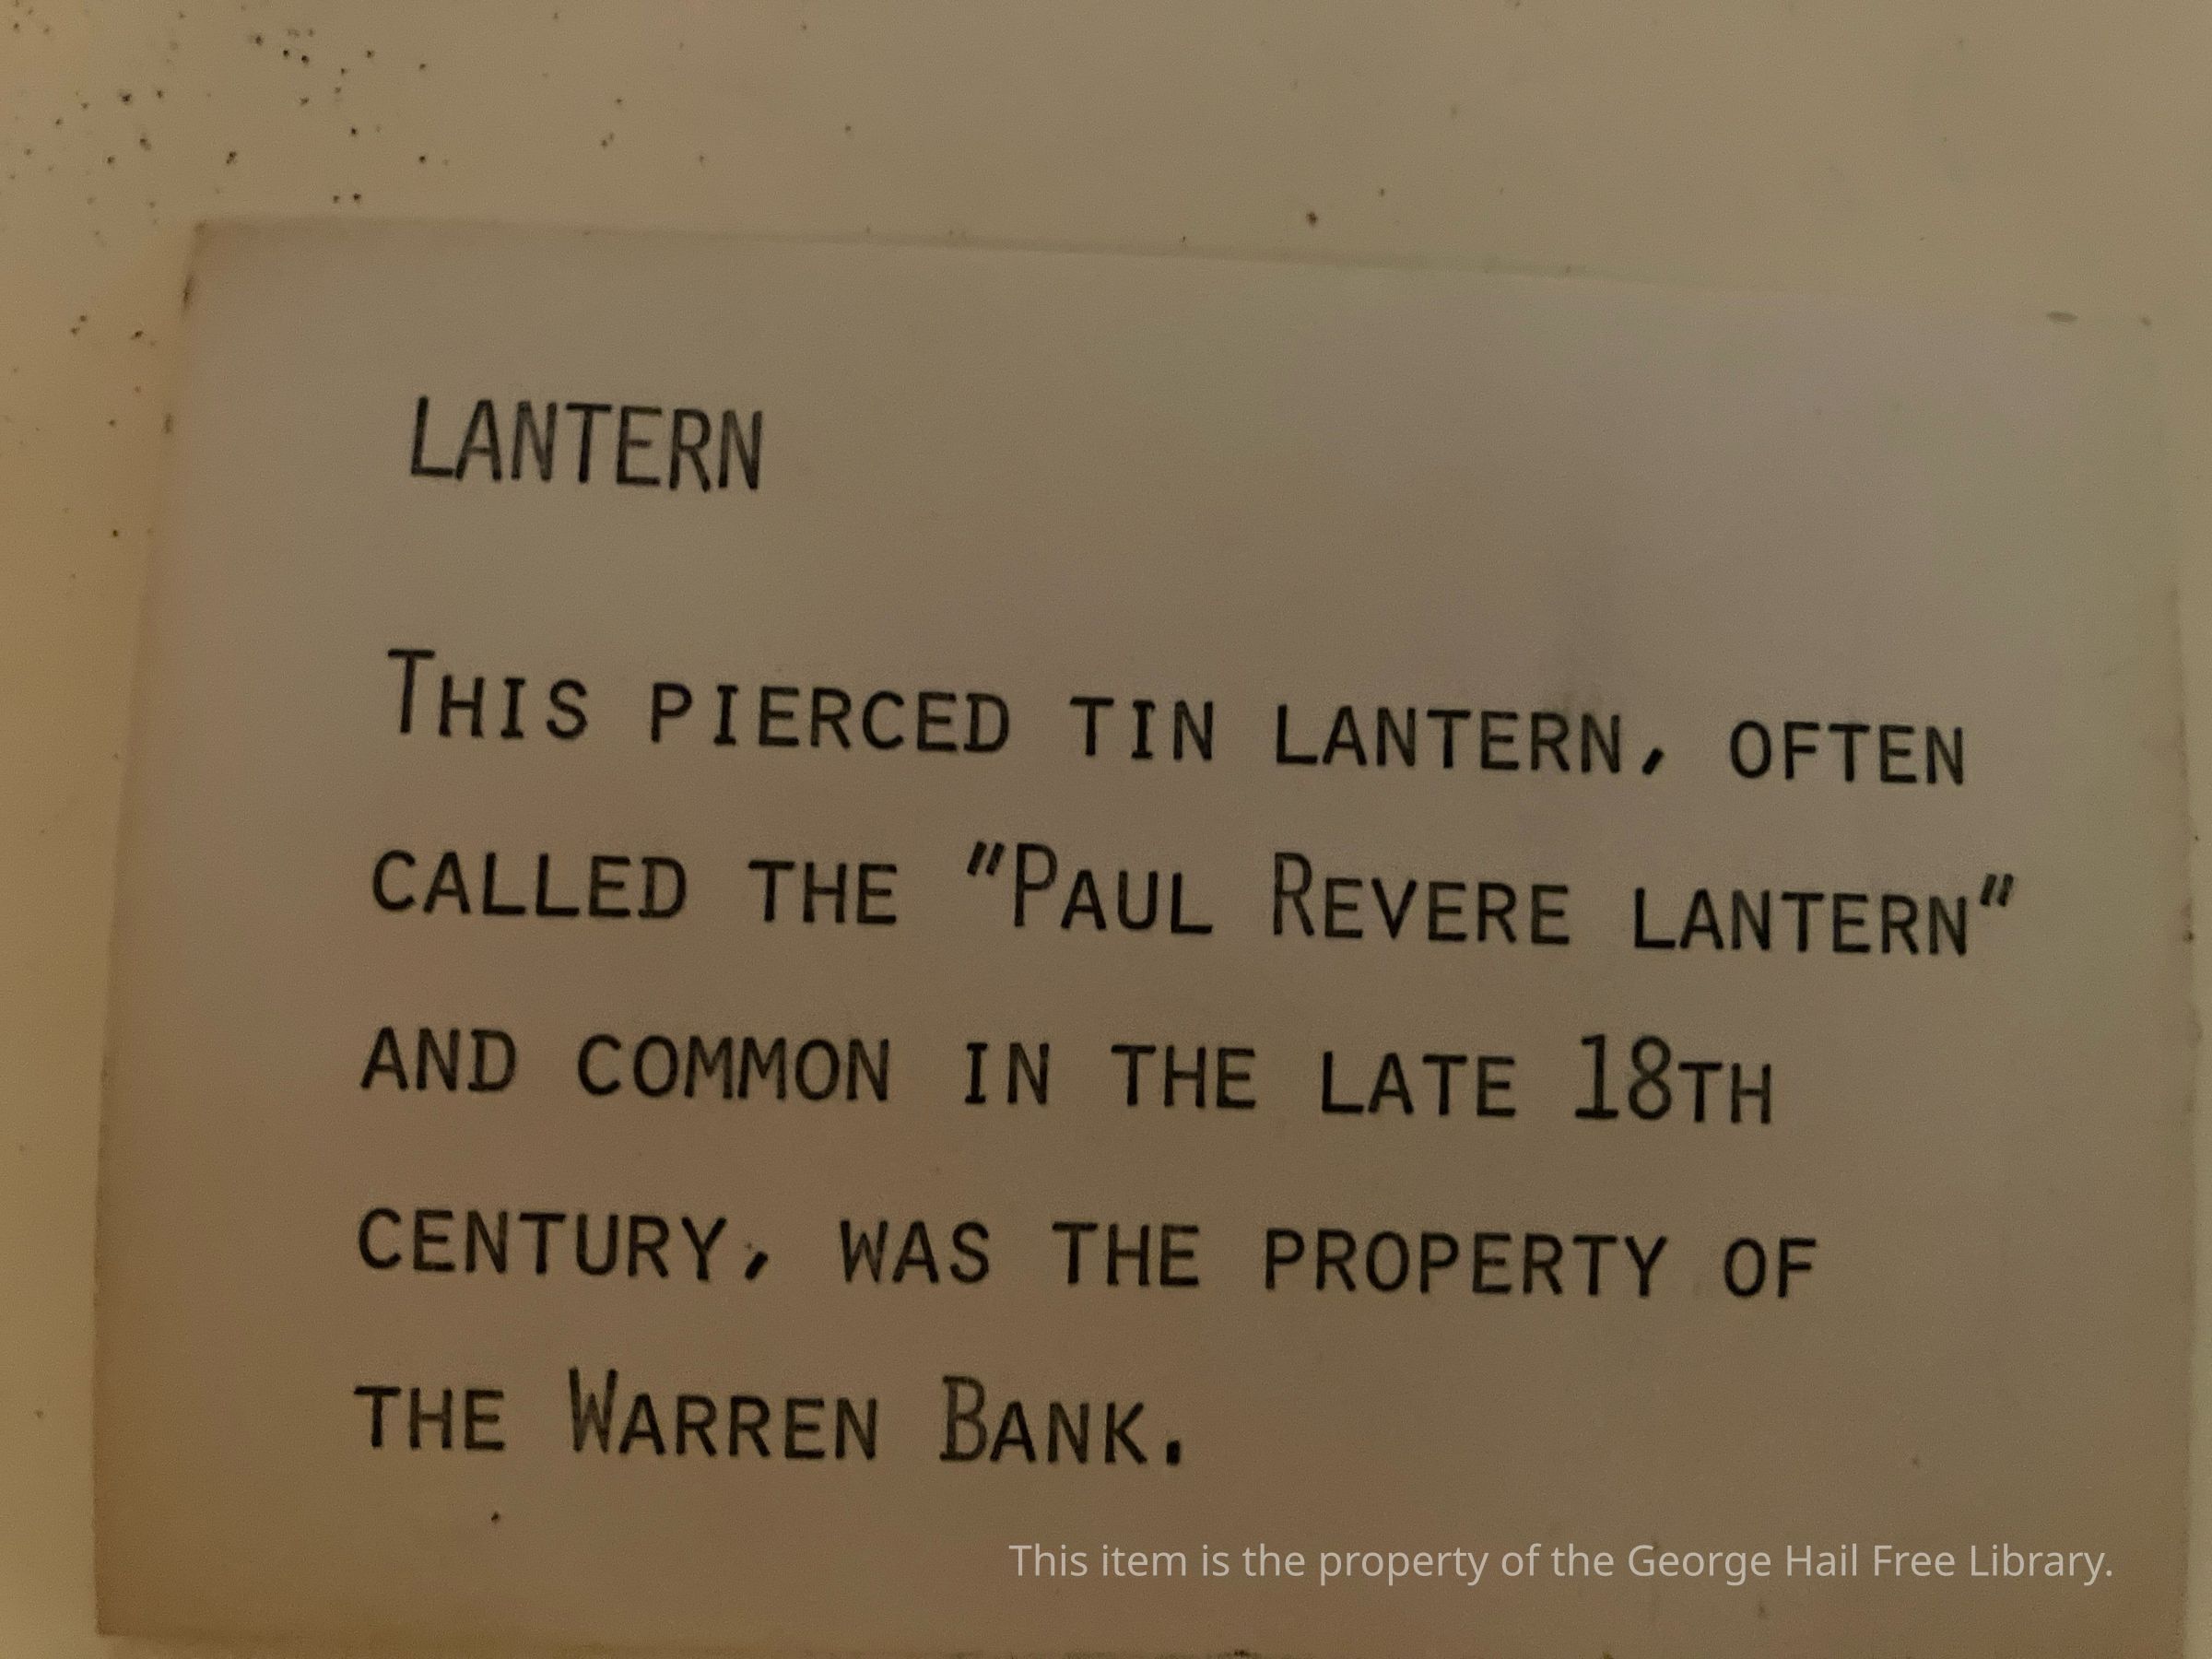 LANTERN
THIS PIERCED TIN LANTERN, OFTEN
CALLED THE "PAUL REVERE LANTERN"
AND COMMON IN THE LATE 18TH
CENTURY, WAS THE PROPERTY OF
THE WARREN BANK.
This item is the property of the George Hail Free Library.